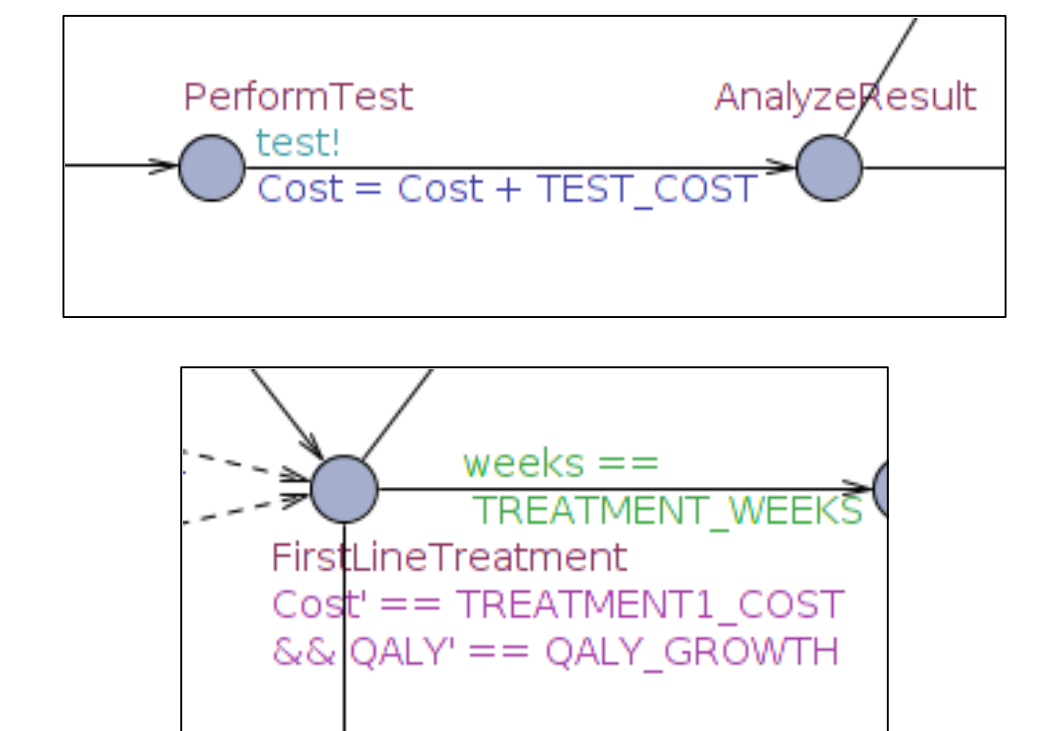 PerformTest
AnalyzeResult
test!
Cost = Cost + TEST_COST
weeks ==
TREATMENT_WEEKS
FirstLineTreatment
Cost' == TREATMENT1_COST
&& QALY' == QALY_GROWTH